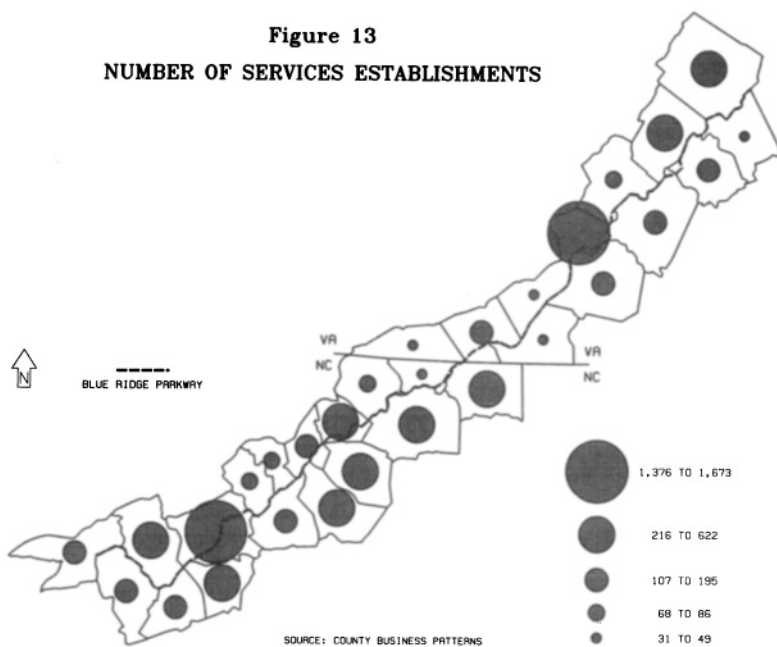 Figure 13
NUMBER OF SERVICES ESTABLISHMENTS
VA
NC
VA
NC
N
BLUE RIDGE PARKWAY
1,376 TO 1,673
216 TO 622
107 TO 195
68 TO 86
31 TO 49
SOURCE: COUNTY BUSINESS PATTERNS